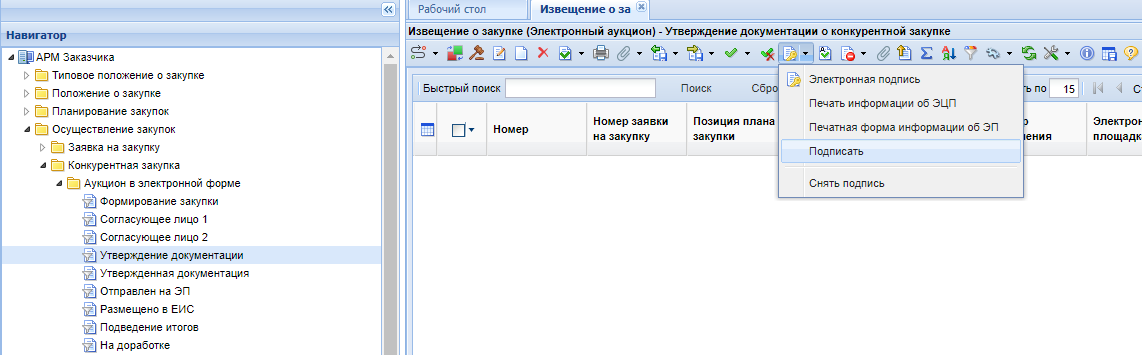 Рабочий стол
Извещение о за
Навигатор
Извещение о закупке (Электронный аукцион) - Утверждение документации о конкурентной закупке
АРМ Заказчика
Типовое положение о закупке
Положение о закупке
Планирование закупок
Осуществление закупок
Заявка на закупку
Конкурентная закупка
Аукцион в электронной форме
Формирование закупки
Согласующее лицо 1
Согласующее лицо 2
Утверждение документации
Утвержденная документация
Отправлен на ЭП
Размещено в ЕИС
Подведение итогов
На доработке
Быстрый поиск
Поиск
Сбро
ть по
15
Ст
Номер
Номер заявки на закупку
Позиция плана закупки
Электрон площадка
Электронная подпись
Печать информации об ЭЦП
Печатная форма информации об ЭП
Подписать
Снять подпись